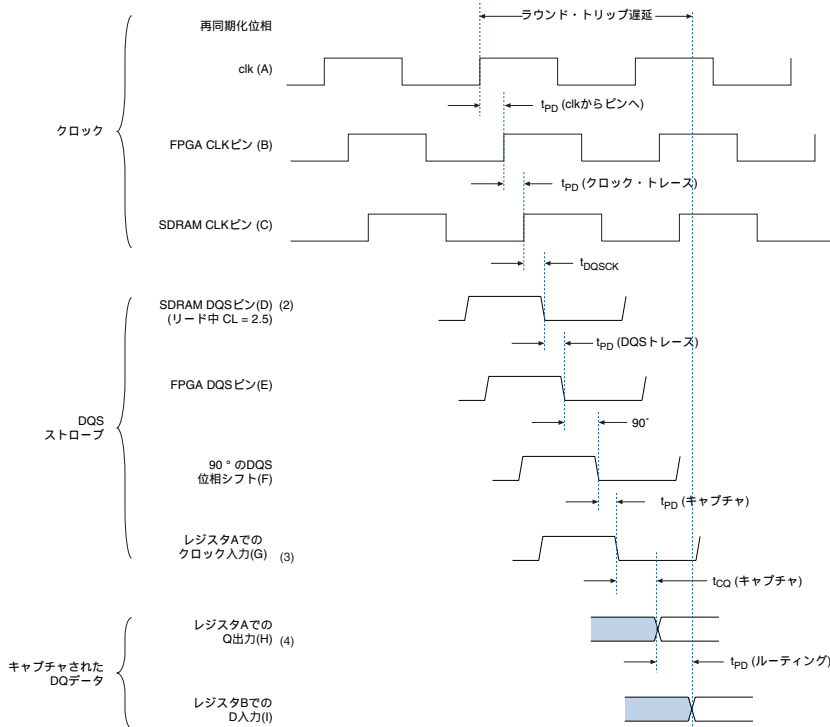 ラウンド・トリップ遅延
再同期化位相
clk (A)
tPD (clkからピンへ)
クロック
FPGA CLKピン (B)
tPD (クロック・トレース)
SDRAM CLKピン (C)
tDQSCK
SDRAM DQSピン(D) (2)
(リード中 CL = 2.5)
tPD (DQSトレース)
FPGA DQSピン(E)
DQS
ストローブ
90˚
90 ° のDQS
位相シフト(F)
tPD (キャプチャ)
レジスタAでの
クロック入力(G) (3)
tCQ (キャプチャ)
レジスタAでの
Q出力(H) (4)
キャプチャされた
DQデータ
tPD (ルーティング)
レジスタBでの
D入力(I)